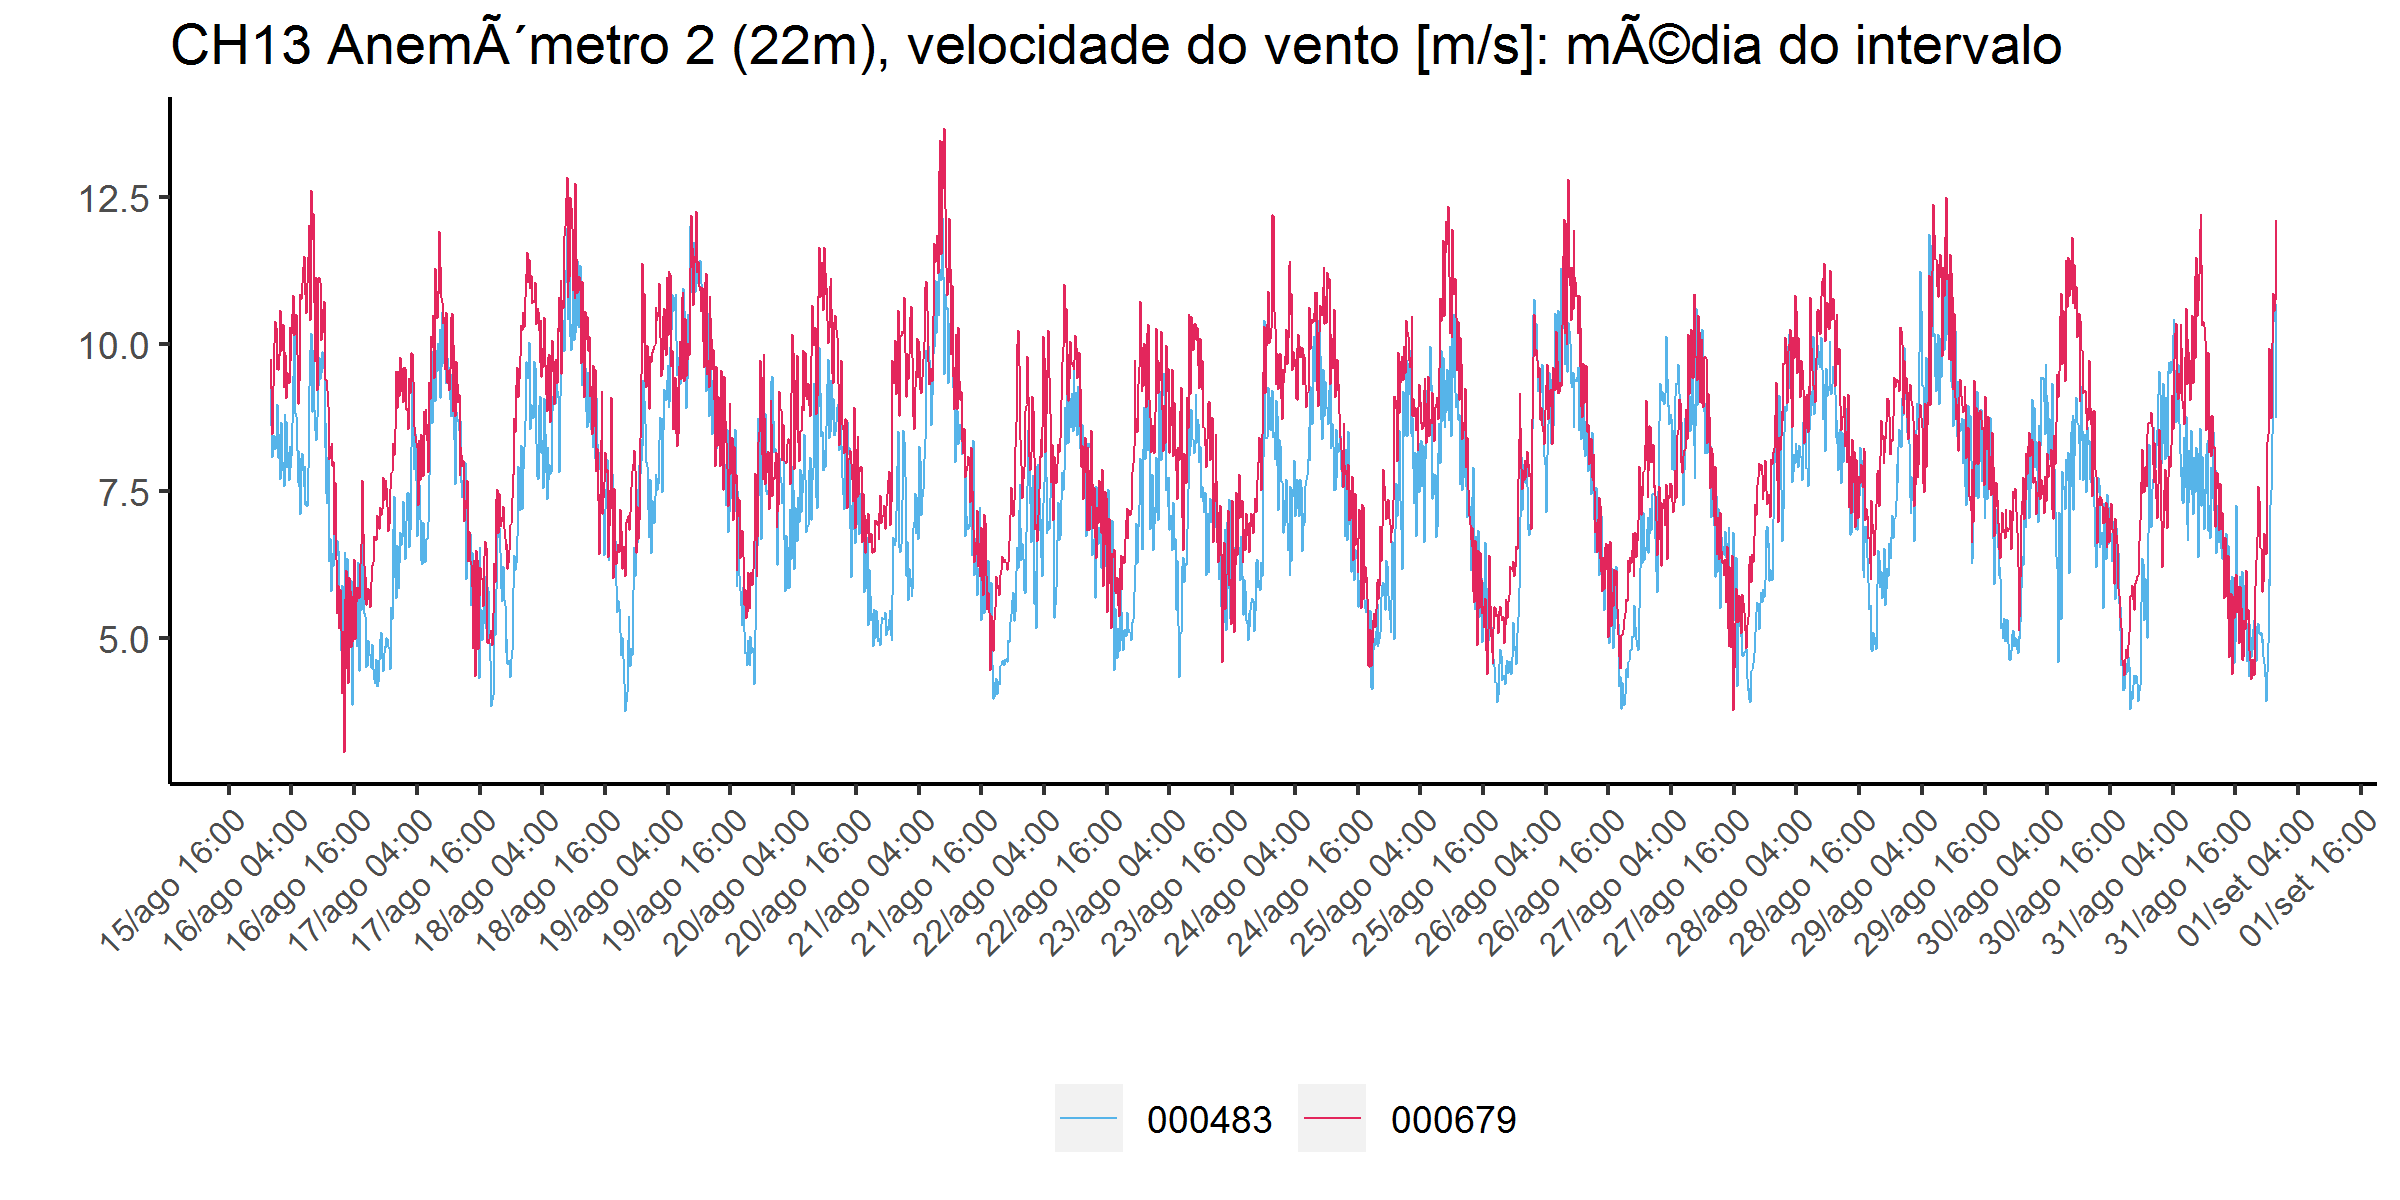 CH13 AnemÃ´metro 2 (22m), velocidade do vento [m/s]: mÃ©dia do intervalo
12.5
10.0
7.5
5.0
15/ago 16:00
16/ago 04:00
16/ago 16:00
17/ago 04:00
17/ago 16:00
18/ago 04:00
18/ago 16:00
19/ago 04:00
19/ago 16:00
20/ago 04:00
20/ago 16:00
21/ago 04:00
21/ago 16:00
22/ago 04:00
22/ago 16:00
23/ago 04:00
23/ago 16:00
24/ago 04:00
24/ago 16:00
25/ago 04:00
25/ago 16:00
26/ago 04:00
26/ago 16:00
27/ago 04:00
27/ago 16:00
28/ago 04:00
28/ago 16:00
29/ago 04:00
29/ago 16:00
30/ago 04:00
30/ago 16:00
31/ago 04:00
31/ago 16:00
01/set 04:00
01/set 16:00
000483 000679